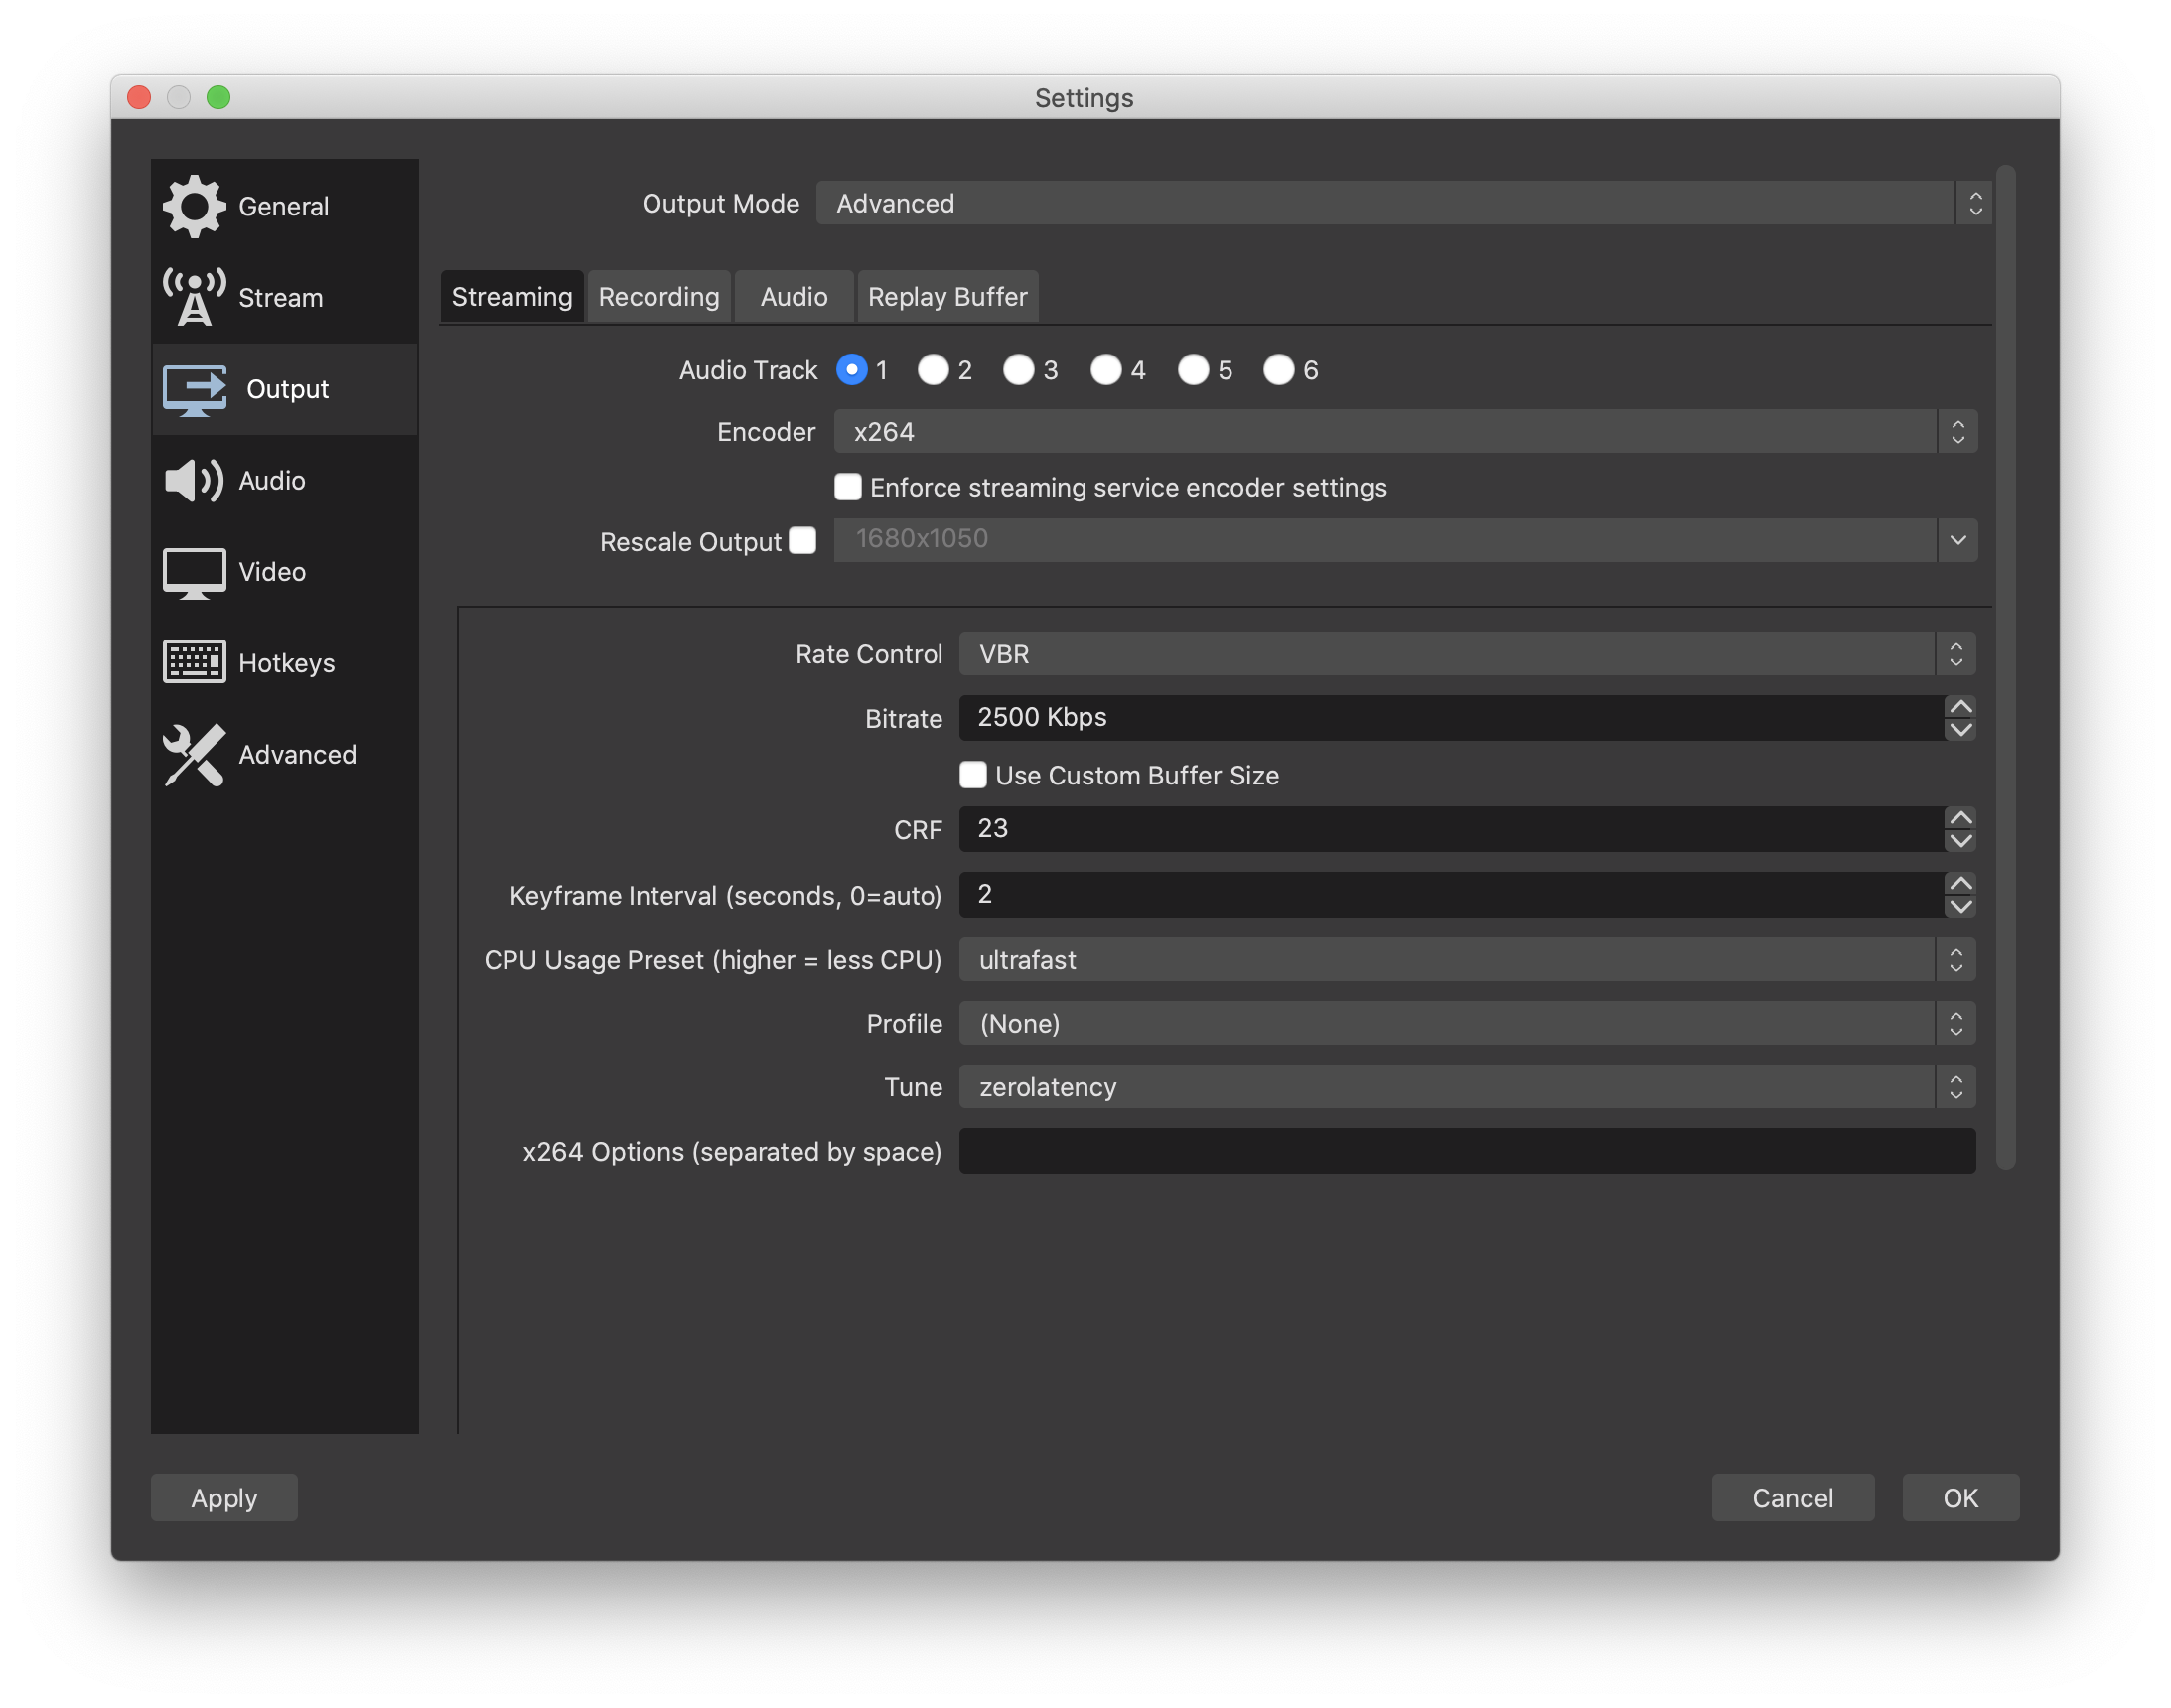 Settings
General
Stream
Output
Audio
Video
Hotkeys
Advanced
Output Mode Advanced
Streaming Recording Audio Replay Buffer
Audio Track 1 2 3 4 5 6
Encoder x264
Enforce streaming service encoder settings
Rescale Output 1680x1050
Rate Control VBR
Bitrate 2500 Kbps
Use Custom Buffer Size
CRF 23
Keyframe Interval (seconds, 0=auto) 2
CPU Usage Preset (higher = less CPU) ultrafast
Profile (None)
Tune zerolatency
x264 Options (separated by space)
Apply Cancel OK